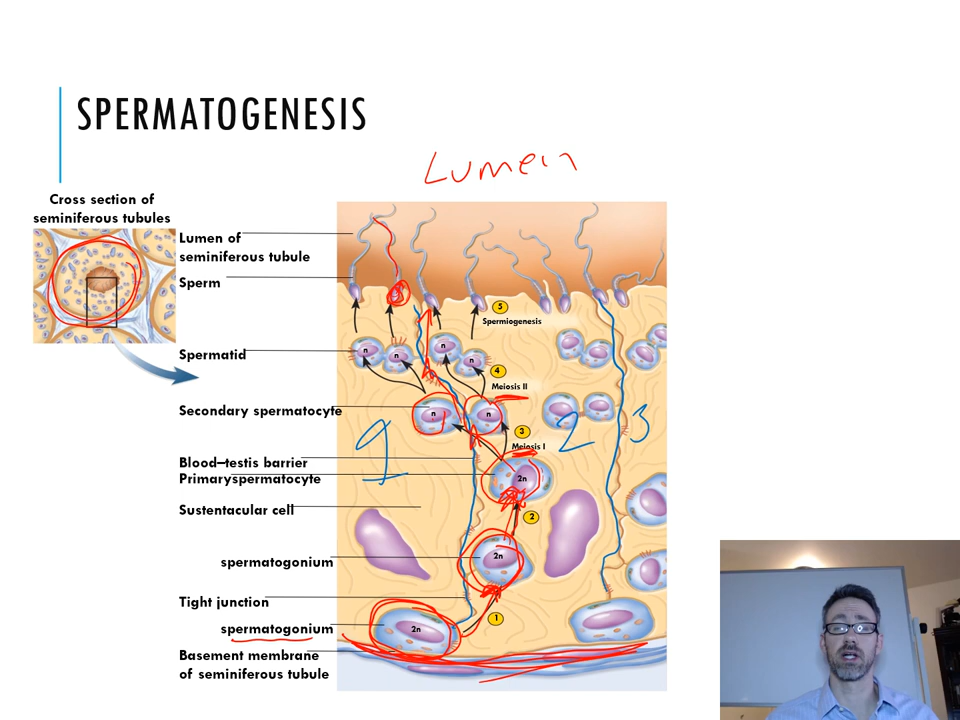 SPERMATOGENESIS
Lumen
Cross section of
seminiferous tubules
Lumen of
seminiferous tubule
Sperm
5
Spermiogenesis
Spermatid
n
n
n
n
4
Meiosis II
Secondary spermatocyte
n
n
3
Meiosis I
1
2
3
Blood–testis barrier
Primaryspermatocyte
2n
Sustentacular cell
2
spermatogonium
2n
Tight junction
1
spermatogonium
2n
Basement membrane
of seminiferous tubule